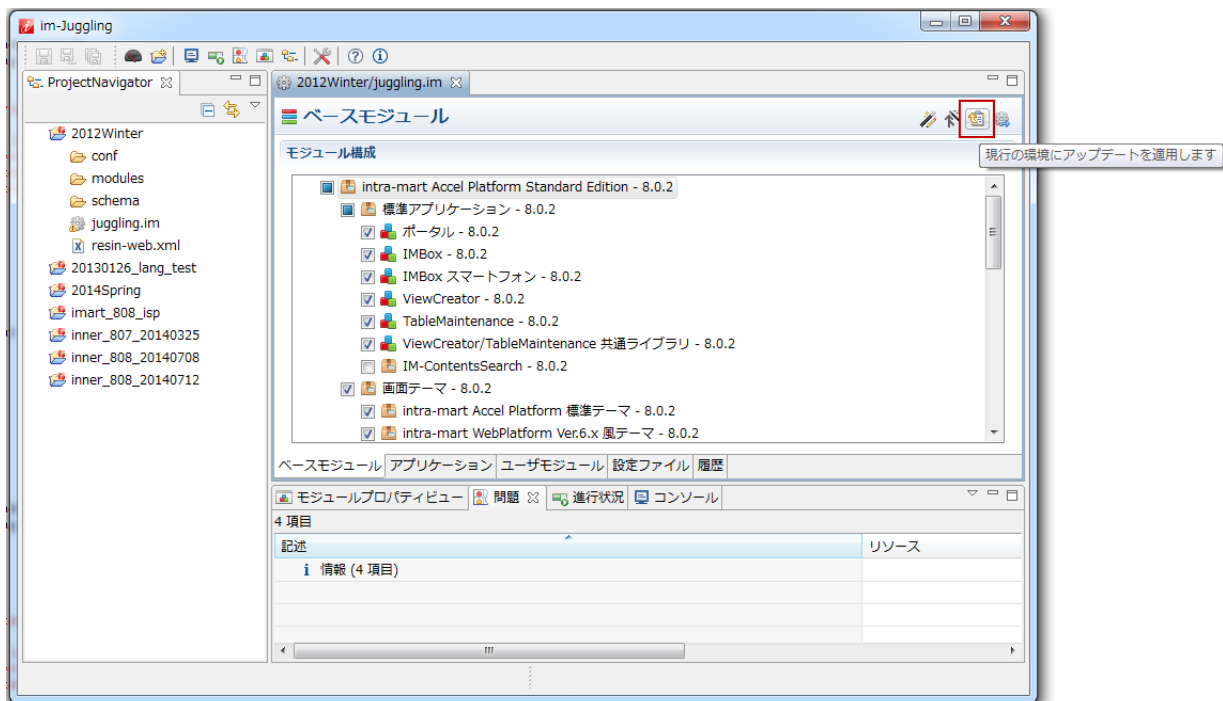 im-Juggling
ProjectNavigator
2012Winter
conf
modules
schema
juggling.im
resin-web.xml
20130126_lang_test
2014Spring
imart_808_isp
inner_807_20140325
inner_808_20140708
inner_808_20140712
2012Winter/juggling.im
ベースモジュール
現行の環境にアップデートを適用します
モジュール構成
intra-mart Accel Platform Standard Edition - 8.0.2
標準アプリケーション - 8.0.2
ポータル - 8.0.2
IMBox - 8.0.2
IMBox スマートフォン - 8.0.2
ViewCreator - 8.0.2
TableMaintenance - 8.0.2
ViewCreator/TableMaintenance 共通ライブラリ - 8.0.2
IM-ContentsSearch - 8.0.2
画面テーマ - 8.0.2
intra-mart Accel Platform 標準テーマ - 8.0.2
intra-mart WebPlatform Ver.6.x 風テーマ - 8.0.2
ベースモジュール アプリケーション ユーザモジュール 設定ファイル 履歴
モジュールプロパティビュー 問題 進行状況 コンソール
4 項目
記述 リソース
情報 (4 項目)